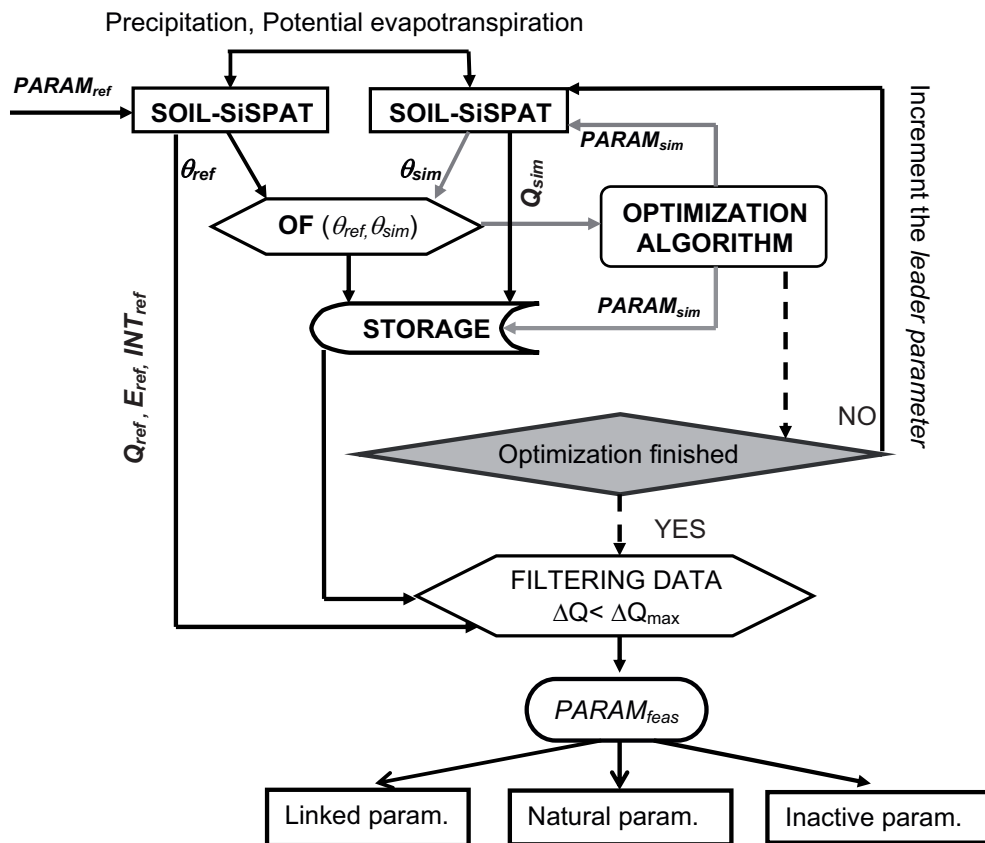 Precipitation, Potential evapotranspiration
PARAMref
SOIL-SiSPAT
SOIL-SiSPAT
PARAMsim
θref
θsim
Qsim
OF (θref,θsim)
OPTIMIZATION
ALGORITHM
Increment the leader parameter
STORAGE
PARAMsim
Qref , Eref, INTref
NO
Optimization finished
YES
FILTERING DATA
ΔQ< ΔQmax
PARAMfeas
Linked param.
Natural param.
Inactive param.